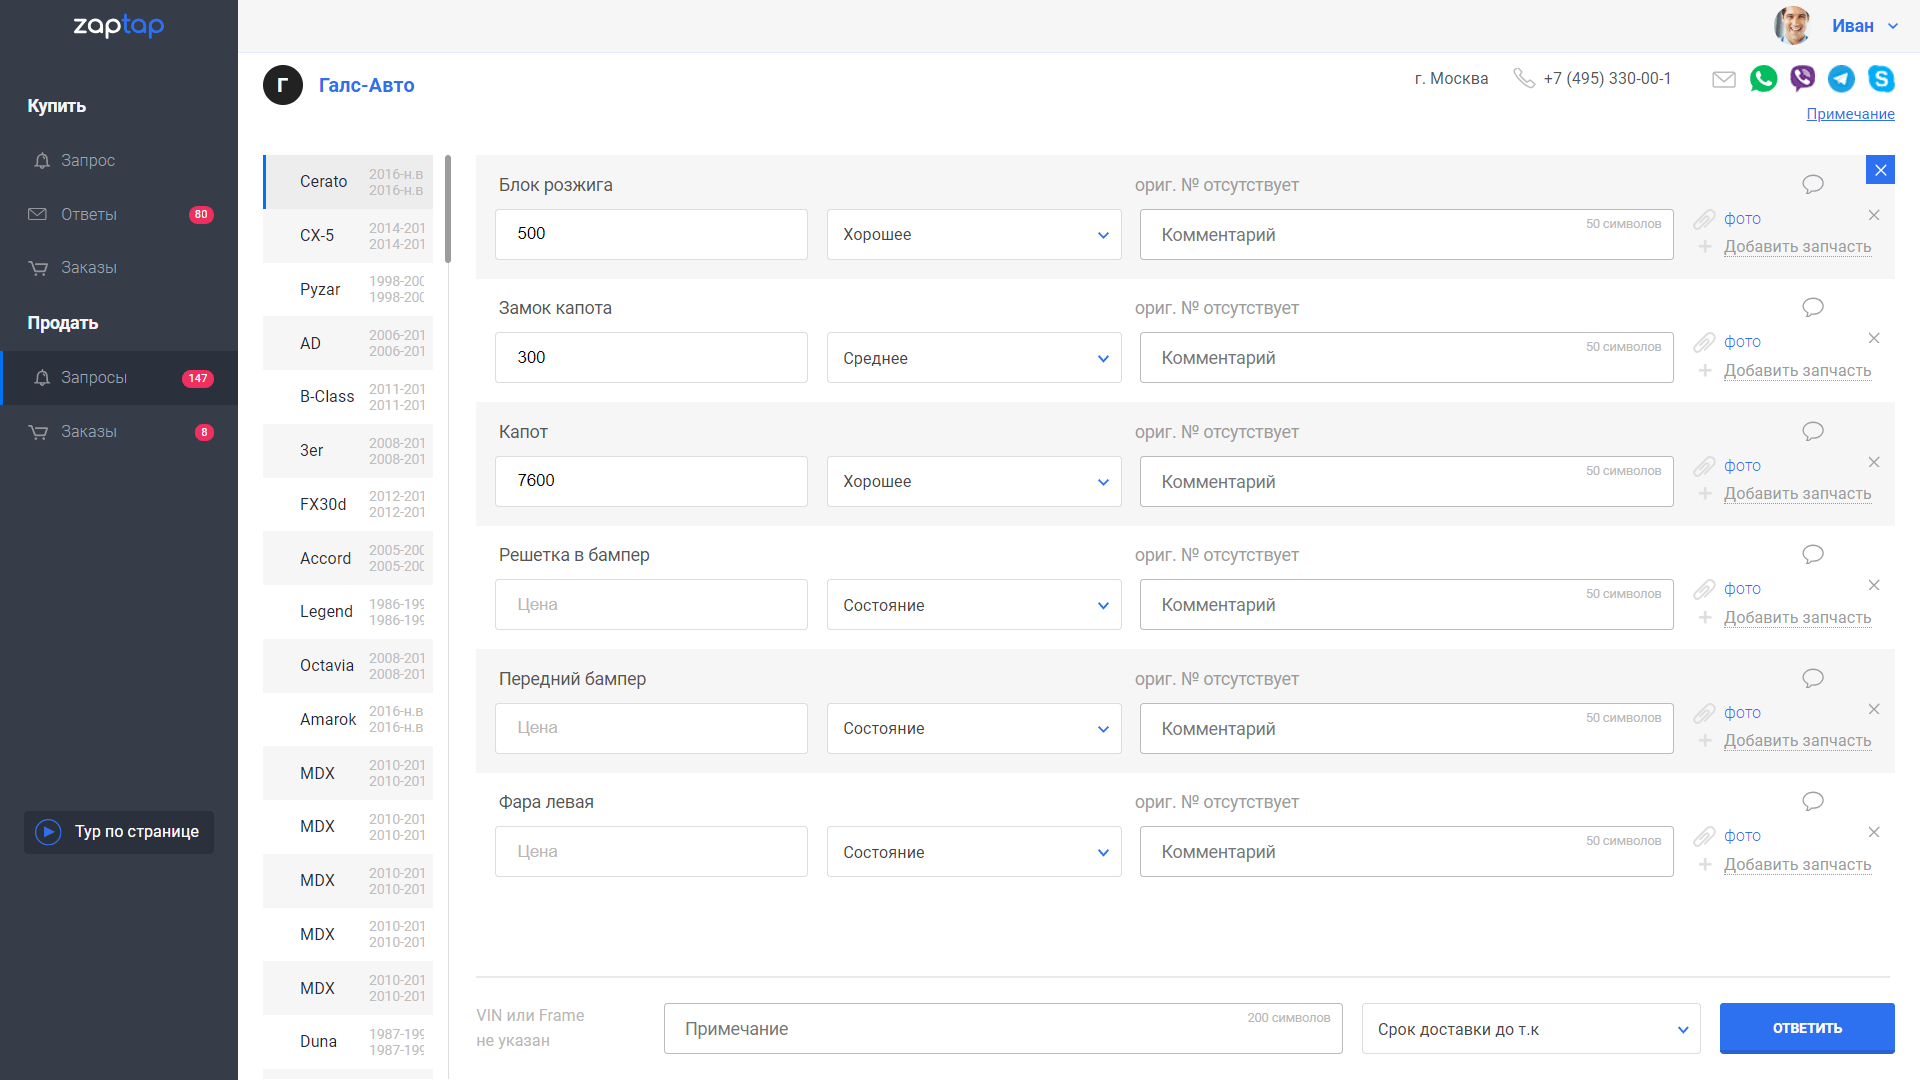 zaptap
Иван
Купить
Запрос
Ответы 80
Заказы
Продать
Запросы 147
Заказы 8
Тур по странице
Г Галс-Авто
г. Москва +7 (495) 330-00-1
Примечание
Cerato 2016-н.в
2016-н.в
CX-5 2014-201
2014-201
Pyzar 1998-200
1998-200
AD 2006-201
2006-201
B-Class 2011-201
2011-201
3er 2008-201
2008-201
FX30d 2012-201
2012-201
Accord 2005-200
2005-200
Legend 1986-199
1986-199
Octavia 2008-201
2008-201
Amarok 2016-н.в
2016-н.в
MDX 2010-201
2010-201
MDX 2010-201
2010-201
MDX 2010-201
2010-201
MDX 2010-201
2010-201
MDX 2010-201
2010-201
Duna 1987-199
1987-199
Блок розжига ориг. № отсутствует
500 Хорошее Комментарий 50 символов фото
Добавить запчасть
Замок капота ориг. № отсутствует
300 Среднее Комментарий 50 символов фото
Добавить запчасть
Капот ориг. № отсутствует
7600 Хорошее Комментарий 50 символов фото
Добавить запчасть
Решетка в бампер ориг. № отсутствует
Цена Состояние Комментарий 50 символов фото
Добавить запчасть
Передний бампер ориг. № отсутствует
Цена Состояние Комментарий 50 символов фото
Добавить запчасть
Фара левая ориг. № отсутствует
Цена Состояние Комментарий 50 символов фото
Добавить запчасть
VIN или Frame
не указан
Примечание 200 символов
Срок доставки до т.к
ОТВЕТИТЬ